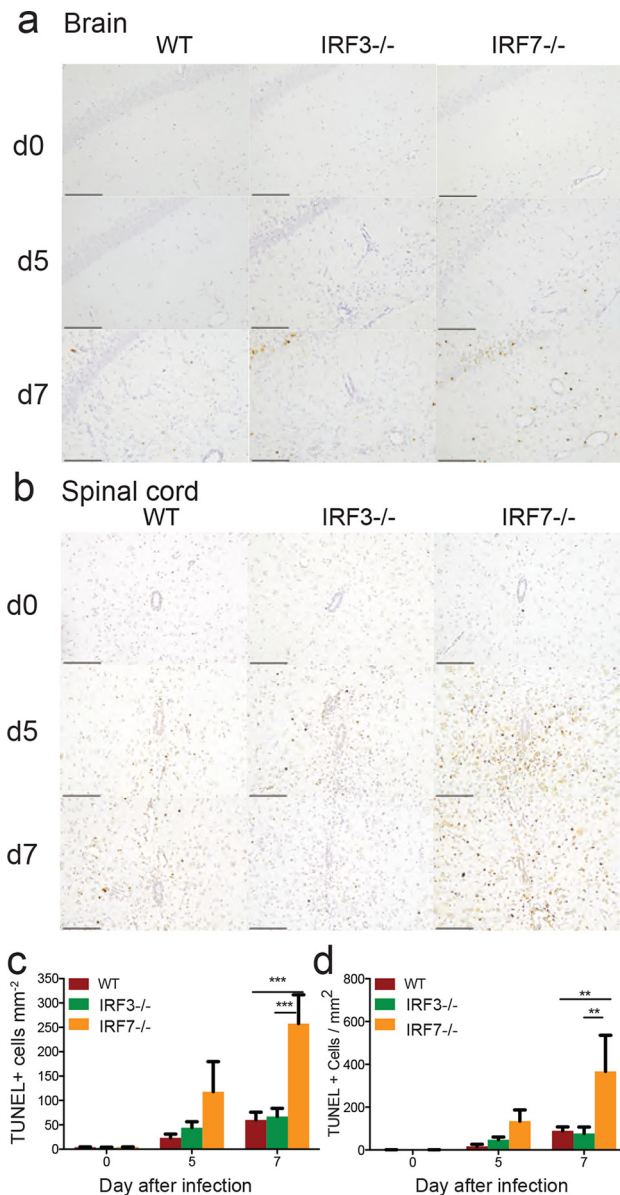 a Brain
WT IRF3-/- IRF7-/-
d0
d5
d7
b Spinal cord
WT IRF3-/- IRF7-/-
d0
d5
d7
c
TUNEL+ cells mm-2
350
300
250
200
150
100
50
0
WT
IRF3-/-
IRF7-/-
***
***
0 5 7
Day after infection
d
TUNEL + Cells / mm2
800
600
400
200
0
WT
IRF3-/-
IRF7-/-
**
**
0 5 7
Day after infection